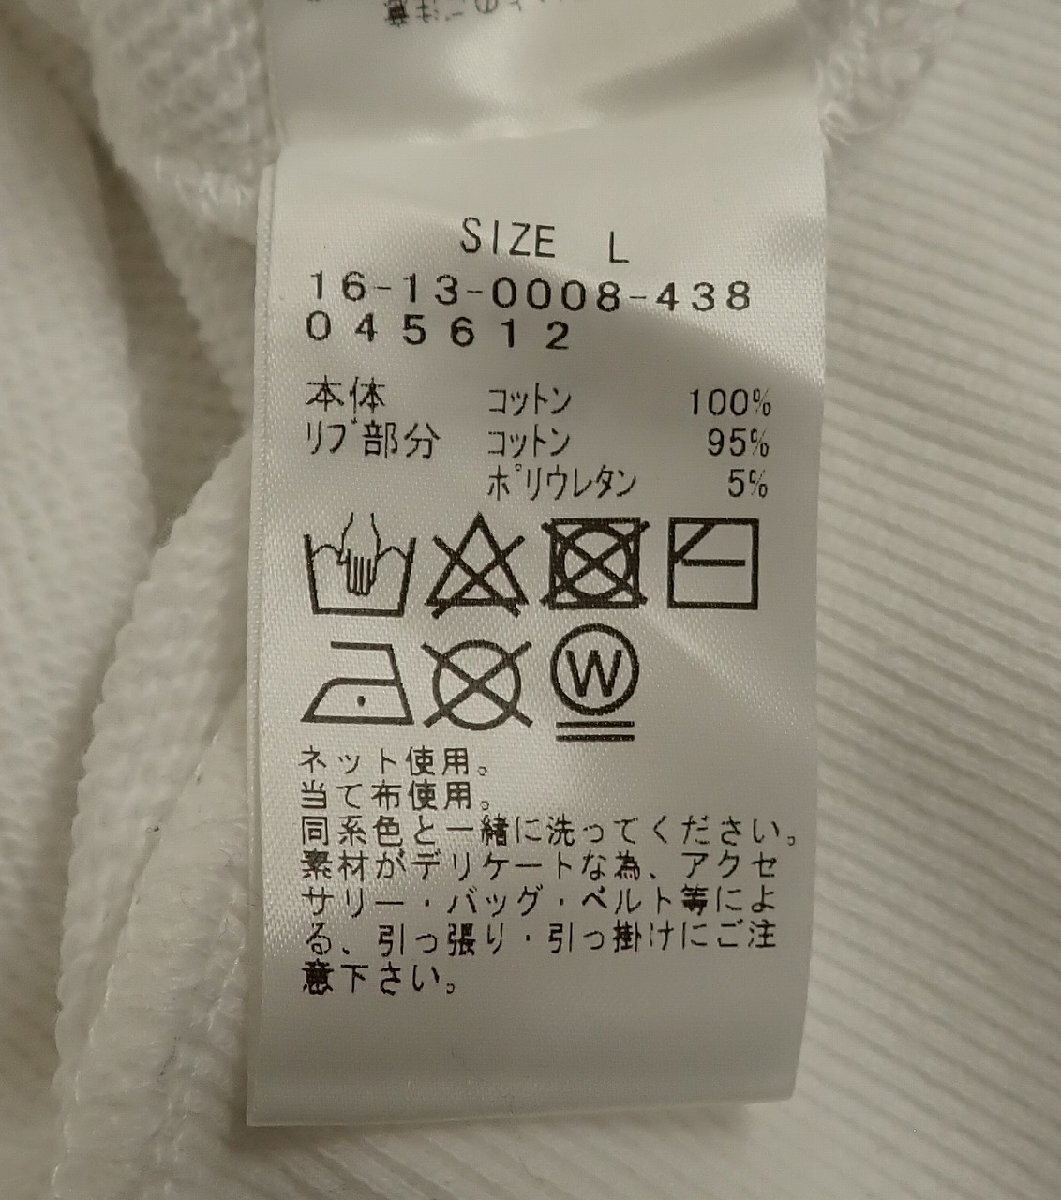 SIZE L
16-13-0008-438
045612
本体 コットン 100%
リブ部分 コットン 95%
ポリウレタン 5%
W
ネット使用。
当て布使用。
同系色と一緒に洗ってください。
素材がデリケートな為、アクセ
サリー・バッグ・ベルト等によ
る、引っ張り・引っ掛けにご注
意下さい。